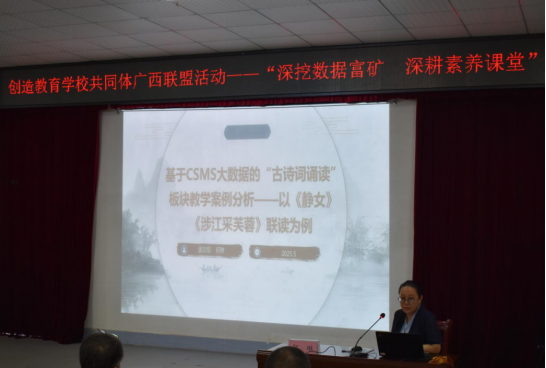 创造教育学校共同体广西联盟活动——“深挖数据富矿 深耕素养课堂”
基于CSMS大数据的“古诗词诵读”
板块教学案例分析——以《静女》
《涉江采芙蓉》联读为例
2025.5